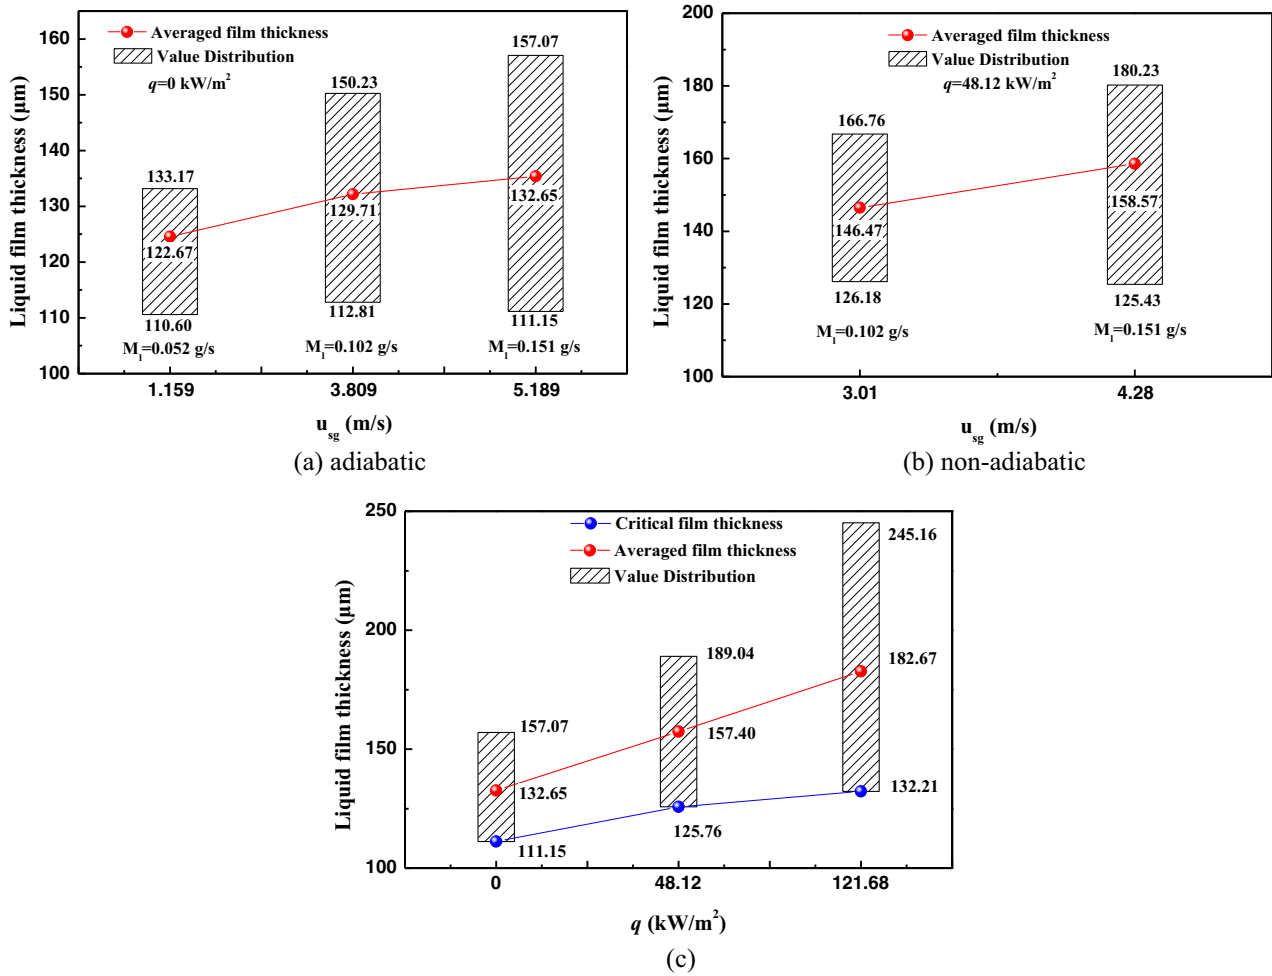 Averaged film thickness
Value Distribution
q=0 kW/m²
Liquid film thickness (μm)
160
150
140
130
120
110
100
133.17
122.67
110.60
M₁=0.052 g/s
150.23
129.71
112.81
M₁=0.102 g/s
157.07
132.65
111.15
M₁=0.151 g/s
1.159 3.809 5.189
u_sg (m/s)
(a) adiabatic
Averaged film thickness
Value Distribution
q=48.12 kW/m²
Liquid film thickness (μm)
200
180
160
140
120
100
166.76
146.47
126.18
M₁=0.102 g/s
180.23
158.57
125.43
M₁=0.151 g/s
3.01 4.28
u_sg (m/s)
(b) non-adiabatic
Critical film thickness
Averaged film thickness
Value Distribution
Liquid film thickness (μm)
250
200
150
100
157.07
132.65
111.15
189.04
157.40
125.76
245.16
182.67
132.21
0 48.12 121.68
q (kW/m²)
(c)